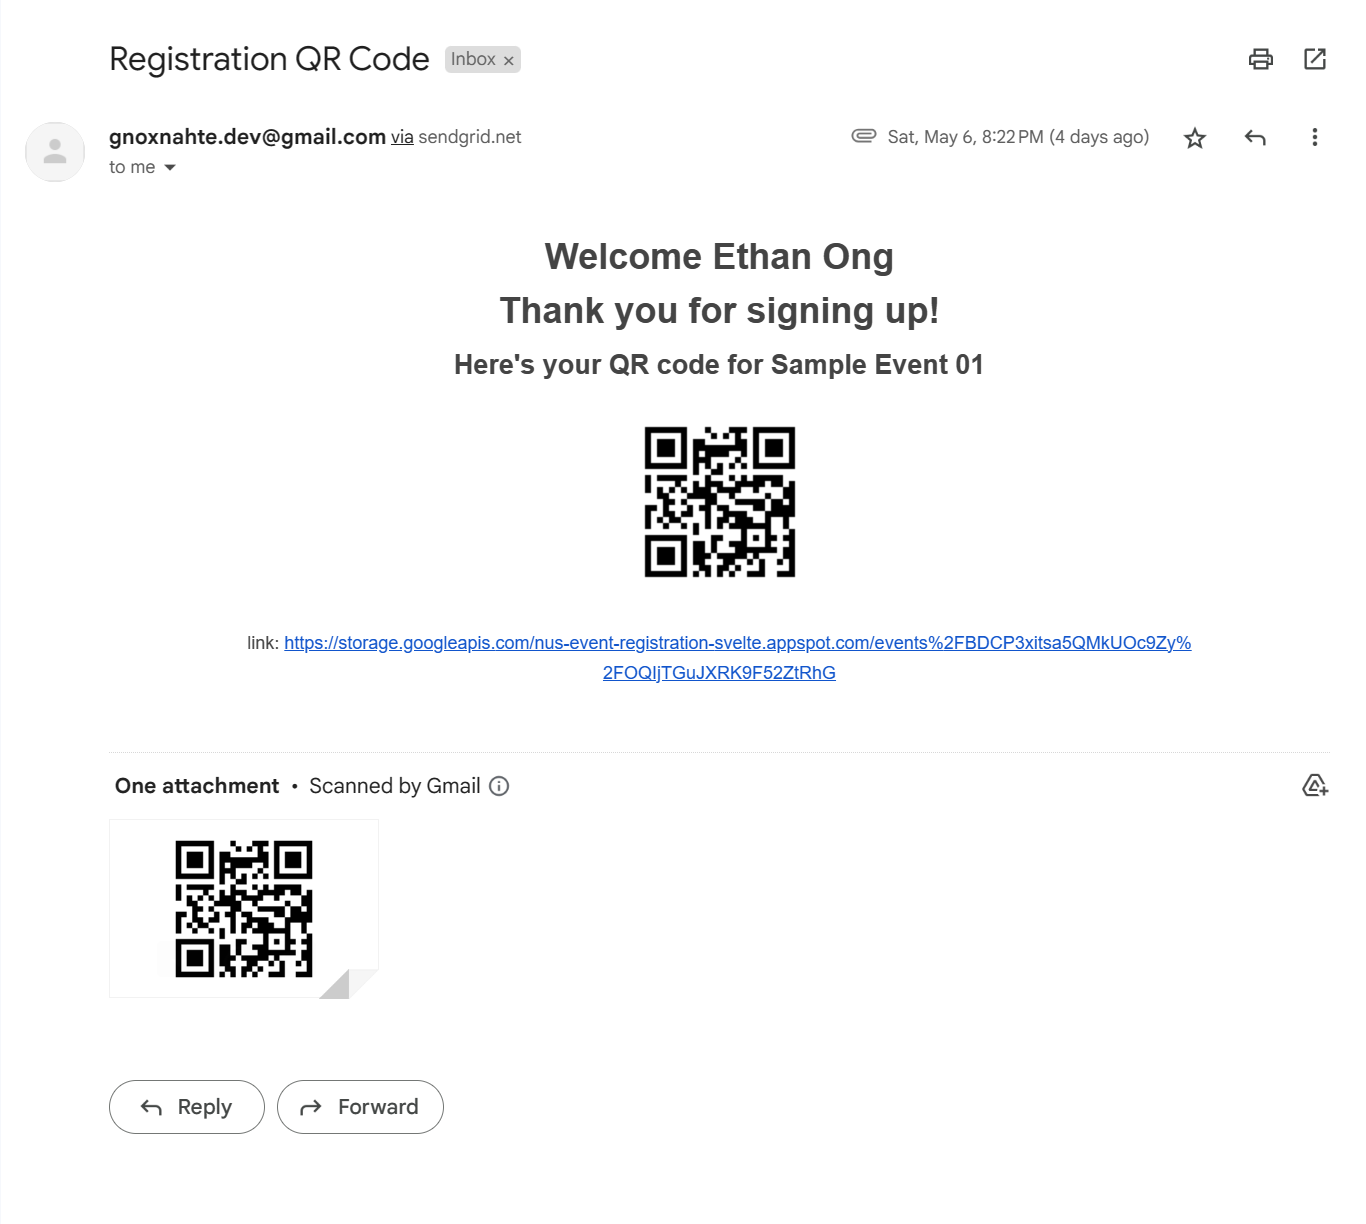 Registration QR Code Inbox ×
gnoxnahte.dev@gmail.com via sendgrid.net Sat, May 6, 8:22 PM (4 days ago)
to me
Welcome Ethan Ong
Thank you for signing up!
Here's your QR code for Sample Event 01
link: https://storage.googleapis.com/nus-event-registration-svelte.appspot.com/events%2FBDCP3xitsa5QMkUOc9Zy%
2FOQIjTGuJXRK9F52ZtRhG
One attachment • Scanned by Gmail
Reply Forward